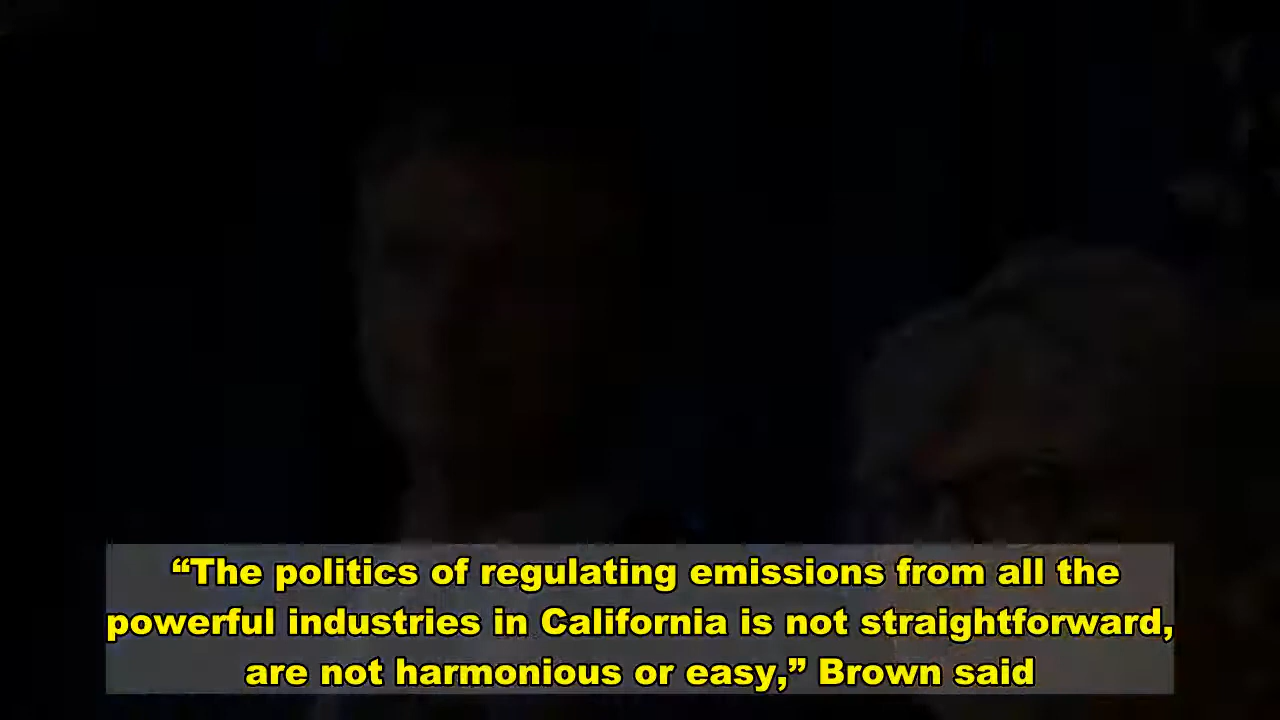 “The politics of regulating emissions from all the
powerful industries in California is not straightforward,
are not harmonious or easy,” Brown said